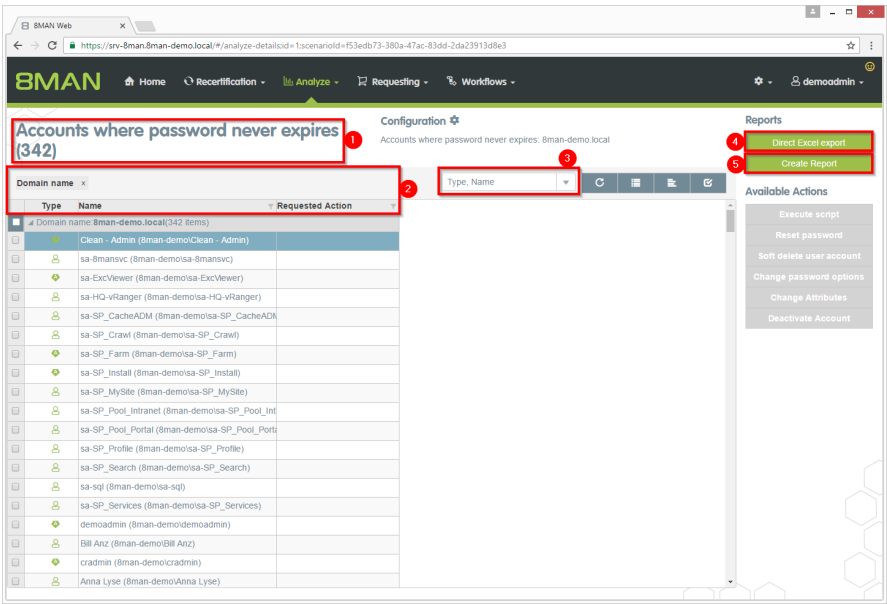 8MAN Web
https://srv-8man.8man-demo.local/#/analyze-details;id=1;scenarioId=f53edb73-380a-47ac-83dd-2da23913d8e3
8MAN Home Recertification Analyze Requesting Workflows demoadmin
Accounts where password never expires
(342)
1
Configuration
Accounts where password never expires: 8man-demo.local
Reports
4 Direct Excel export
5 Create Report
Domain name x
2
3
Type, Name
Available Actions
Execute script
Reset password
Soft delete user account
Change password options
Change Attributes
Deactivate Account
Type Name Requested Action
Domain name:8man-demo.local(342 items)
Clean - Admin (8man-demo\Clean - Admin)
sa-8mansvc (8man-demo\sa-8mansvc)
sa-ExcViewer (8man-demo\sa-ExcViewer)
sa-HQ-vRanger (8man-demo\sa-HQ-vRanger)
sa-SP_CacheADM (8man-demo\sa-SP_CacheADM
sa-SP_Crawl (8man-demo\sa-SP_Crawl)
sa-SP_Farm (8man-demo\sa-SP_Farm)
sa-SP_Install (8man-demo\sa-SP_Install)
sa-SP_MySite (8man-demo\sa-SP_MySite)
sa-SP_Pool_Intranet (8man-demo\sa-SP_Pool_Int
sa-SP_Pool_Portal (8man-demo\sa-SP_Pool_Porta
sa-SP_Profile (8man-demo\sa-SP_Profile)
sa-SP_Search (8man-demo\sa-SP_Search)
sa-sql (8man-demo\sa-sql)
sa-SP_Services (8man-demo\sa-SP_Services)
demoadmin (8man-demo\demoadmin)
Bill Anz (8man-demo\Bill Anz)
cradmin (8man-demo\cradmin)
Anna Lyse (8man-demo\Anna Lyse)